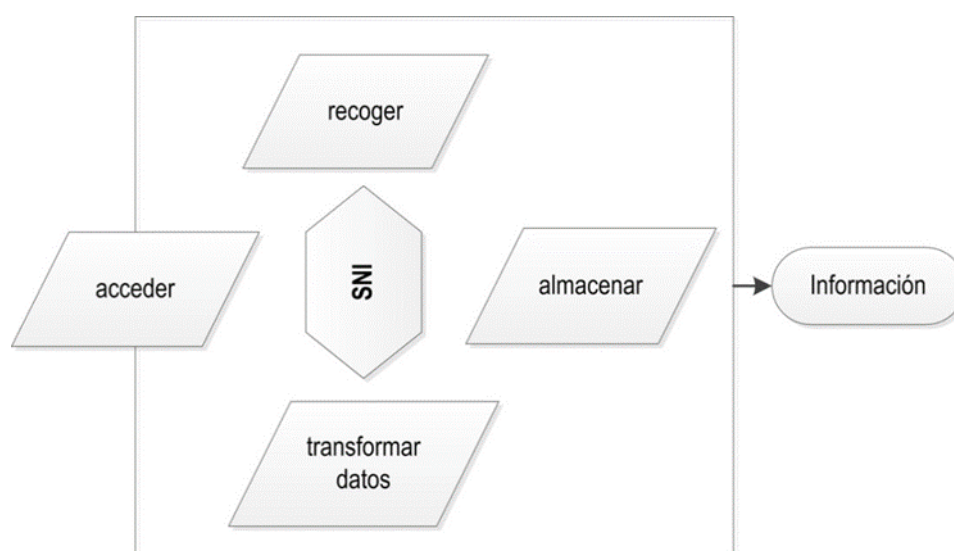 recoger
acceder
SNI
almacenar
Información
transformar
datos